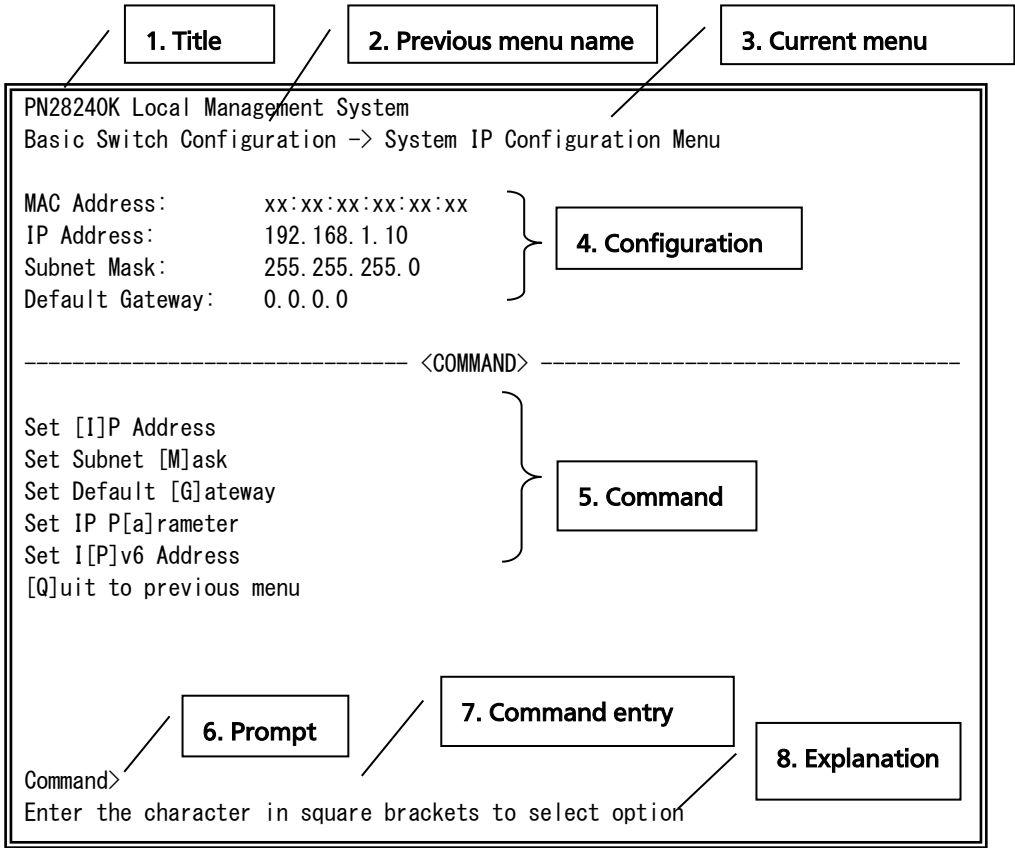 1. Title
2. Previous menu name
3. Current menu
PN28240K Local Management System
Basic Switch Configuration -> System IP Configuration Menu
MAC Address: xx:xx:xx:xx:xx:xx
IP Address: 192.168.1.10
Subnet Mask: 255.255.255.0
Default Gateway: 0.0.0.0
4. Configuration
-------------------------------- <COMMAND> -----------------------------------
Set [I]P Address
Set Subnet [M]ask
Set Default [G]ateway
Set IP P[a]rameter
Set I[P]v6 Address
[Q]uit to previous menu
5. Command
6. Prompt
7. Command entry
8. Explanation
Command>
Enter the character in square brackets to select option